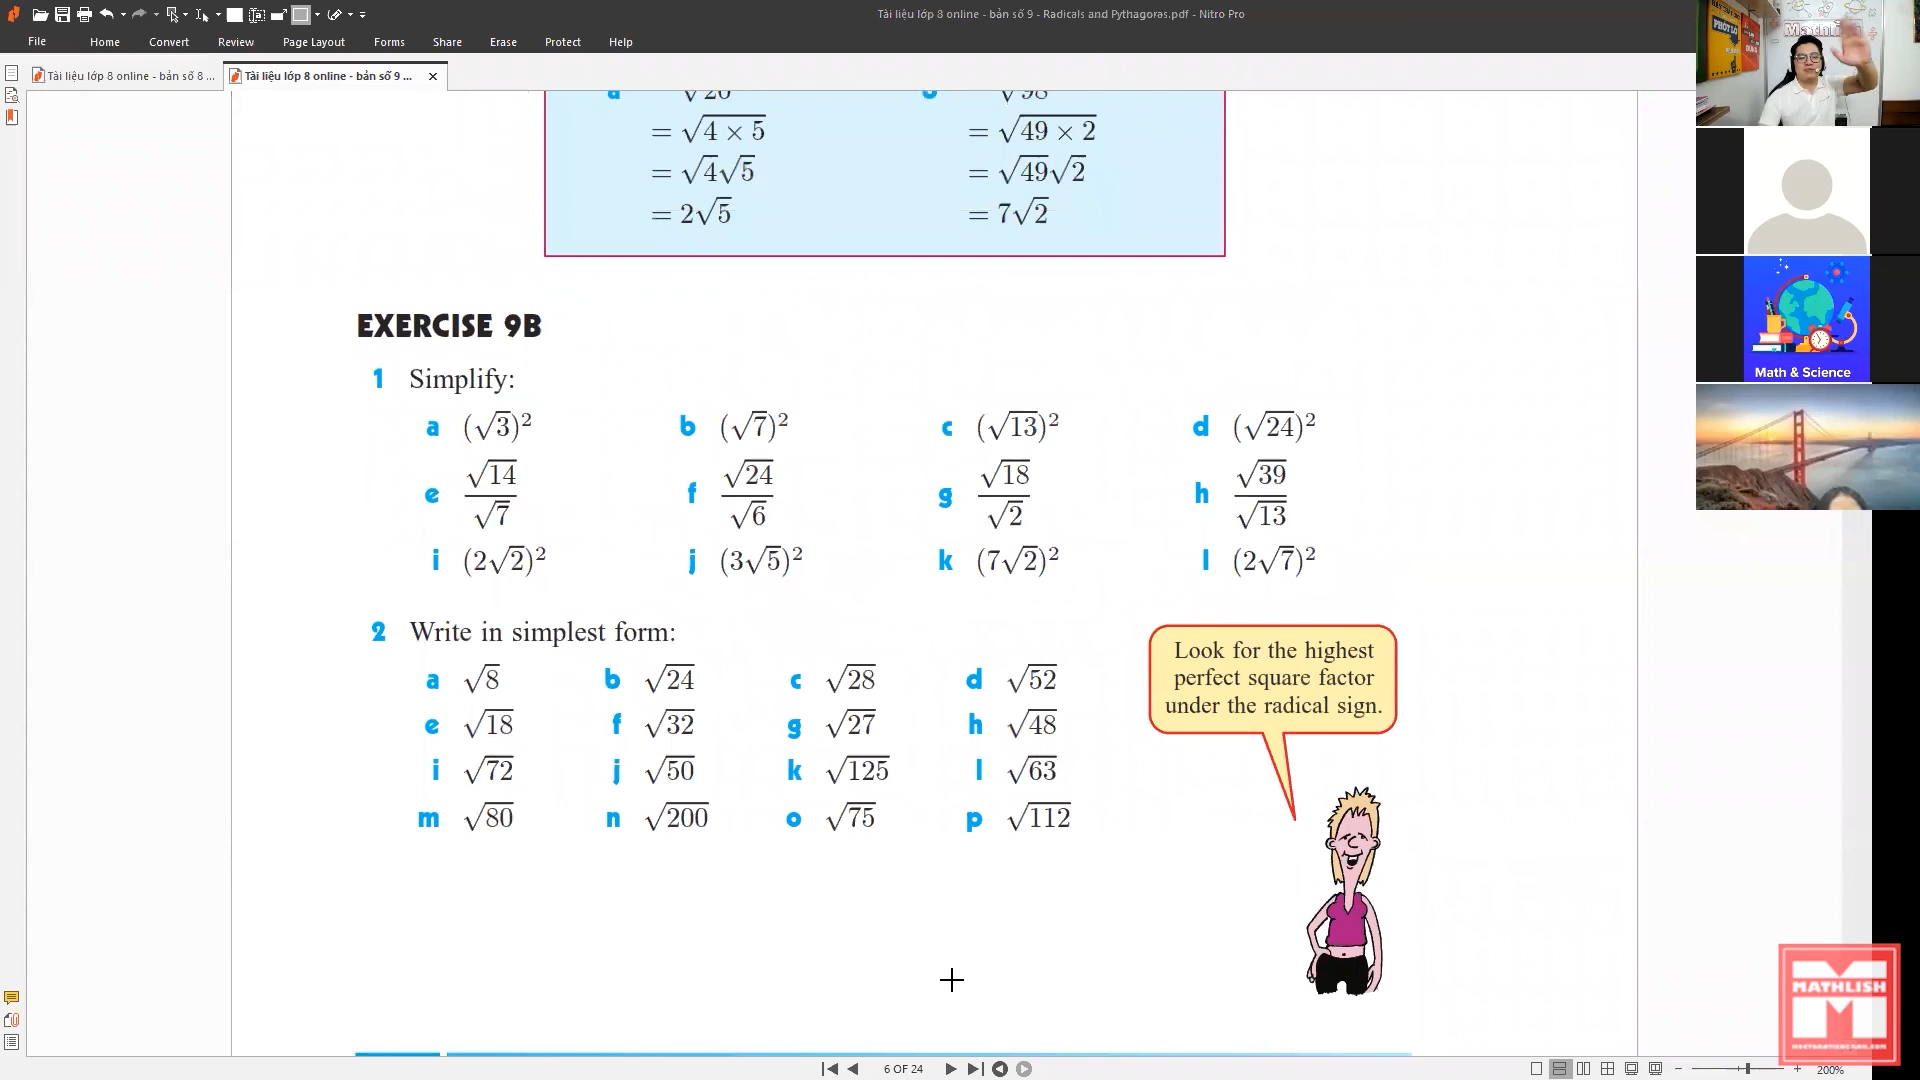 Tài liệu lớp 8 online - bản số 9 - Radicals and Pythagoras.pdf - Nitro Pro
File Home Convert Review Page Layout Forms Share Erase Protect Help
Tài liệu lớp 8 online - bản số 8 ... Tài liệu lớp 8 online - bản số 9 ...
√20 √98
= √4 × 5 = √49 × 2
= √4√5 = √49√2
= 2√5 = 7√2
EXERCISE 9B
1 Simplify:
a (√3)² b (√7)² c (√13)² d (√24)²
e √14/√7 f √24/√6 g √18/√2 h √39/√13
i (2√2)² j (3√5)² k (7√2)² l (2√7)²
2 Write in simplest form:
a √8 b √24 c √28 d √52
e √18 f √32 g √27 h √48
i √72 j √50 k √125 l √63
m √80 n √200 o √75 p √112
Look for the highest
perfect square factor
under the radical sign.
Math & Science
MATHLISH
6 OF 24
200%